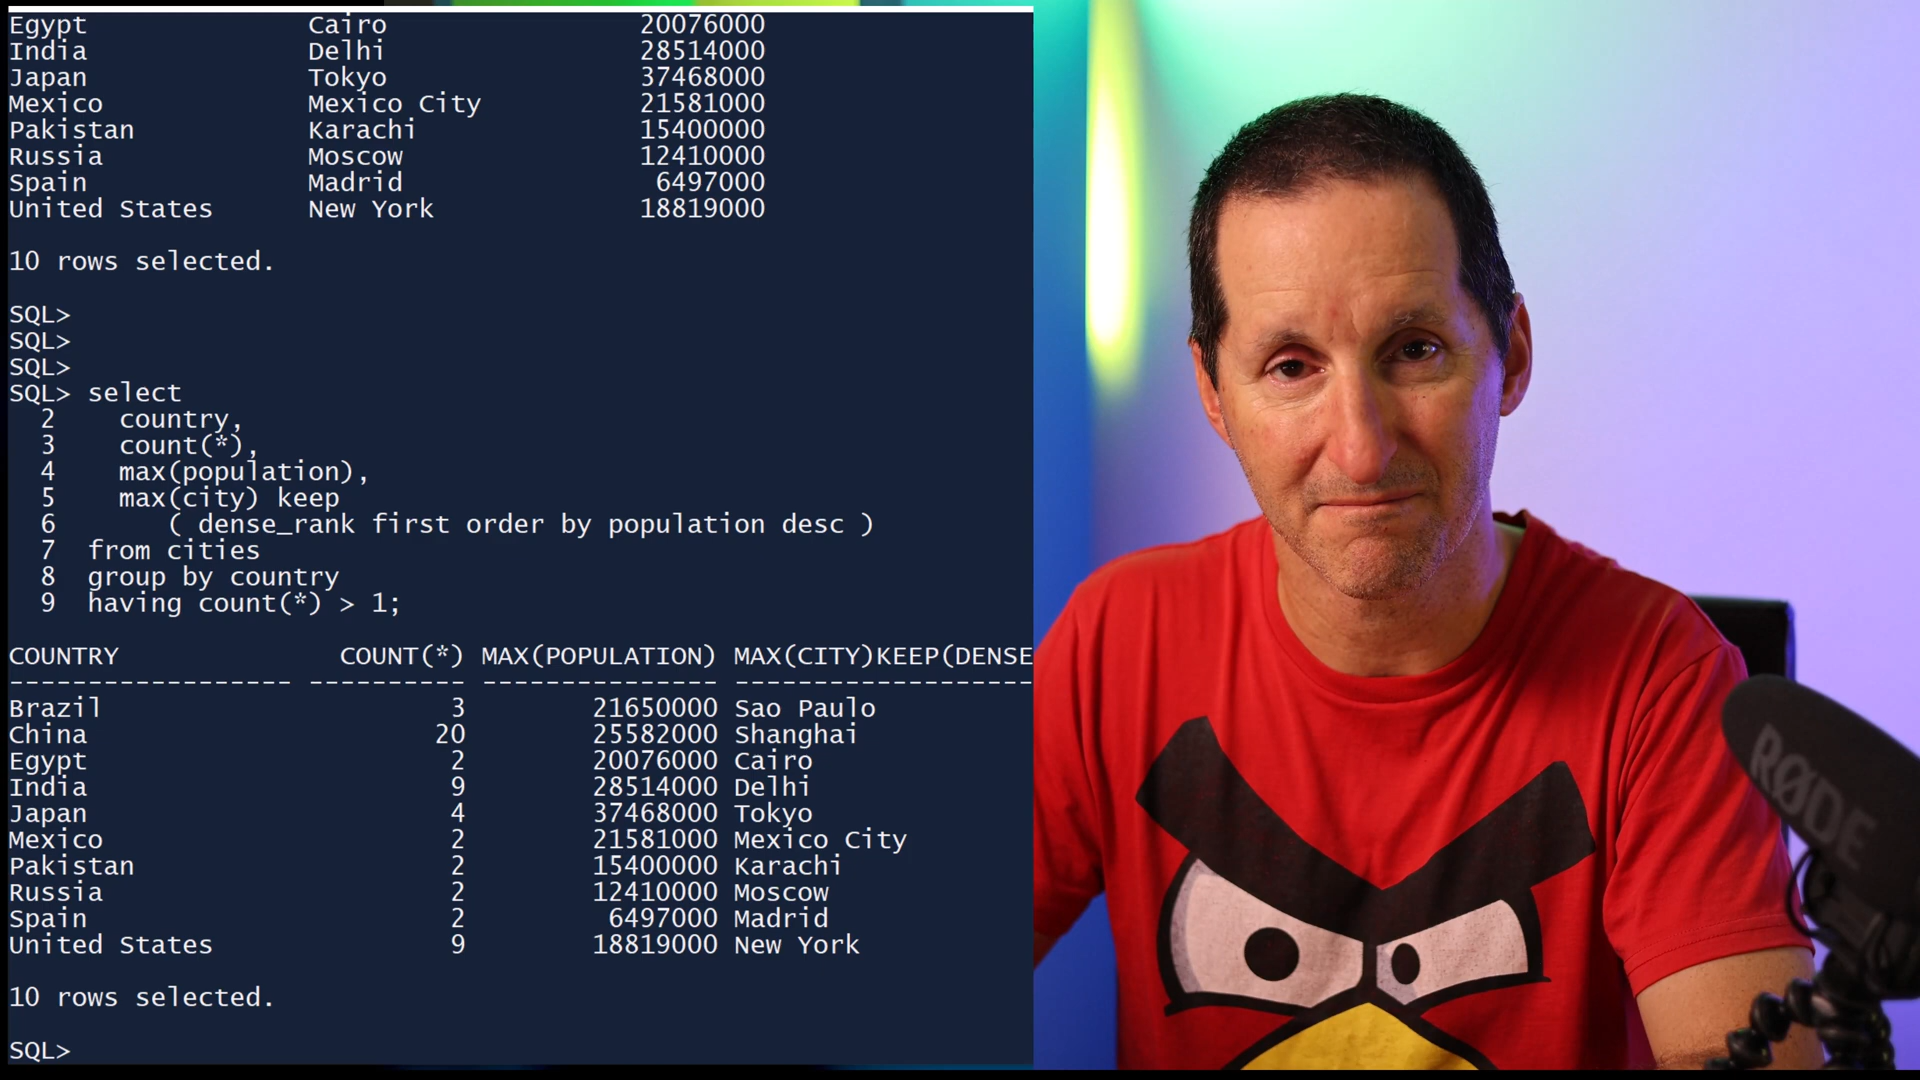 Egypt Cairo 20076000
India Delhi 28514000
Japan Tokyo 37468000
Mexico Mexico City 21581000
Pakistan Karachi 15400000
Russia Moscow 12410000
Spain Madrid 6497000
United States New York 18819000
10 rows selected.
SQL>
SQL>
SQL>
SQL> select
2 country,
3 count(*),
4 max(population),
5 max(city) keep
6 ( dense_rank first order by population desc )
7 from cities
8 group by country
9 having count(*) > 1;
COUNTRY COUNT(*) MAX(POPULATION) MAX(CITY)KEEP(DENSE
------------------ ---------- --------------- -------------------
Brazil 3 21650000 Sao Paulo
China 20 25582000 Shanghai
Egypt 2 20076000 Cairo
India 9 28514000 Delhi
Japan 4 37468000 Tokyo
Mexico 2 21581000 Mexico City
Pakistan 2 15400000 Karachi
Russia 2 12410000 Moscow
Spain 2 6497000 Madrid
United States 9 18819000 New York
10 rows selected.
SQL>
RØDE